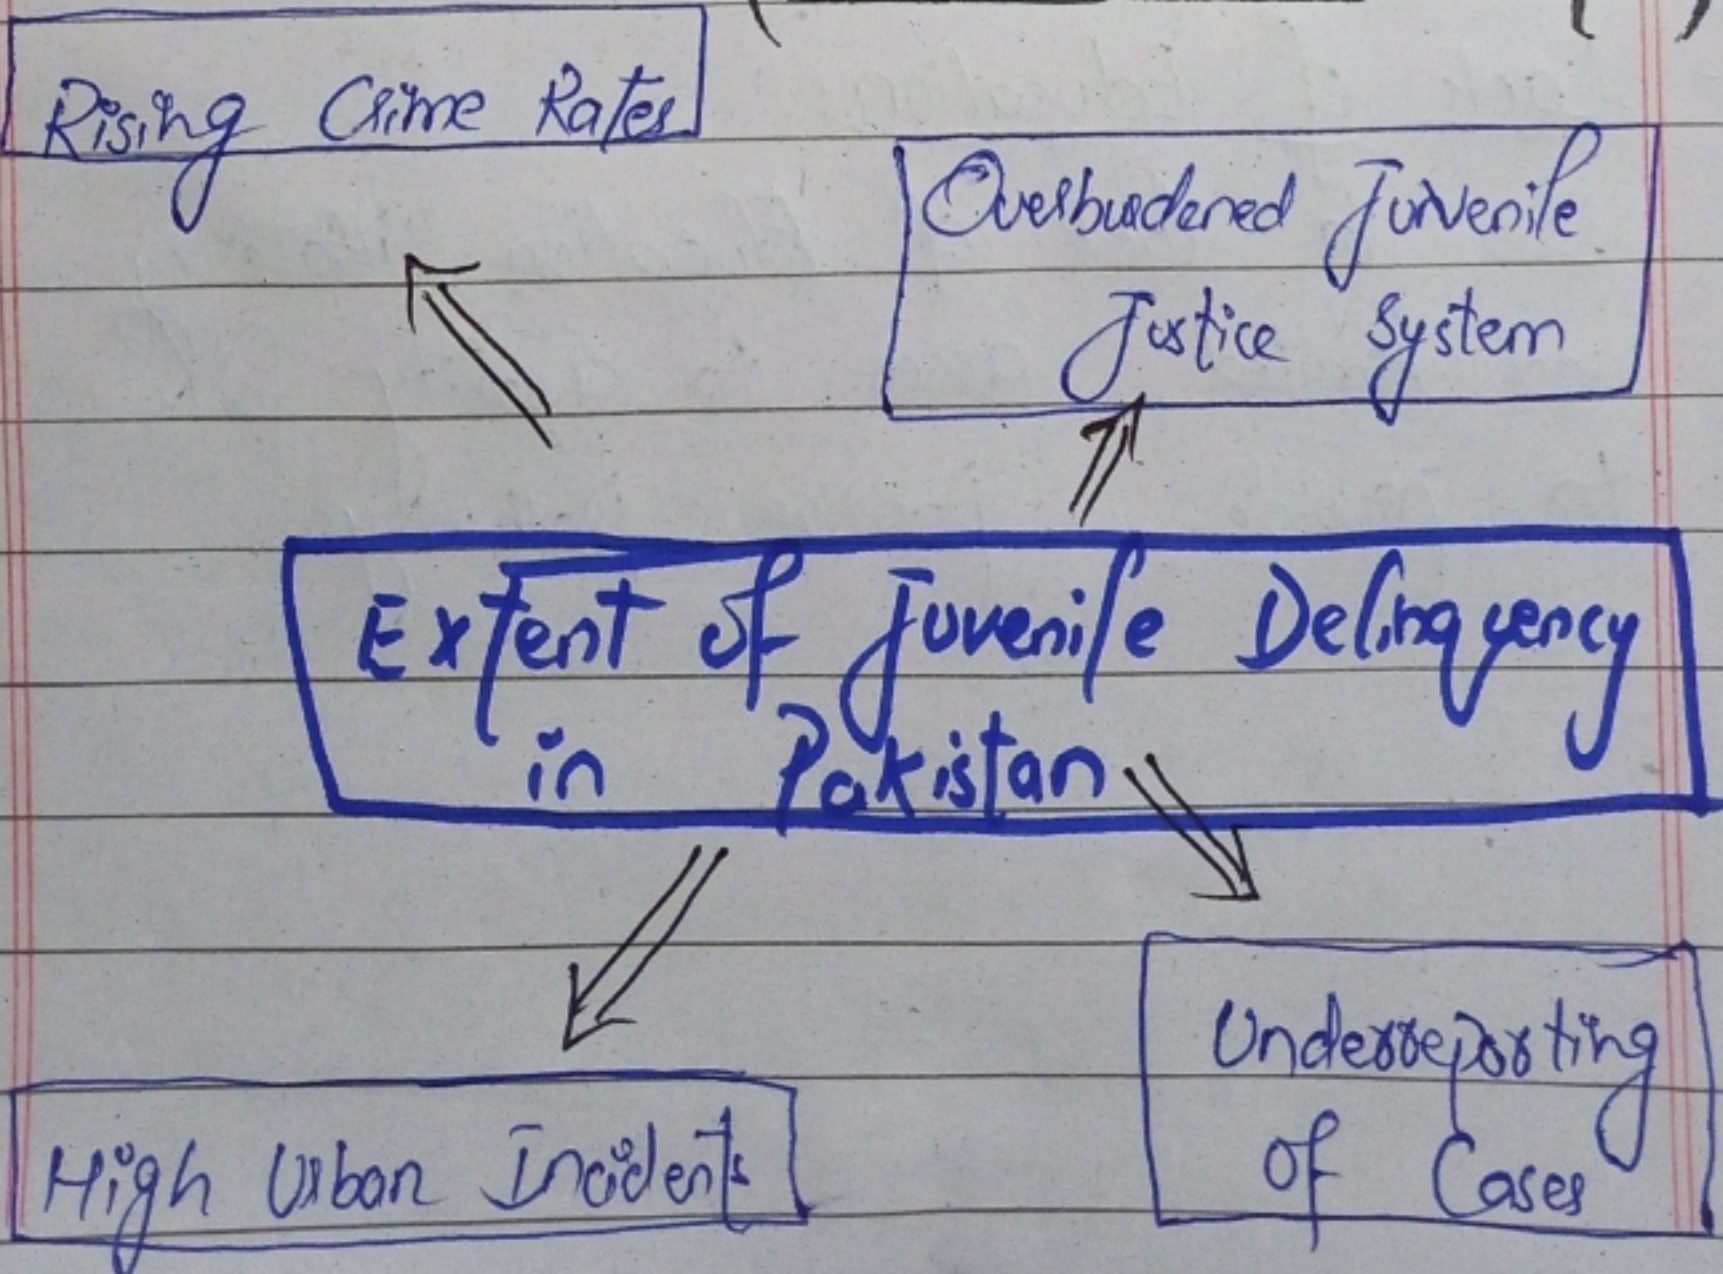 Rising Crime Rates
Overburdened Juvenile
Justice System
Extent of Juvenile Delinquency
in Pakistan
High Urban Incidents
Underreporting
of Cases